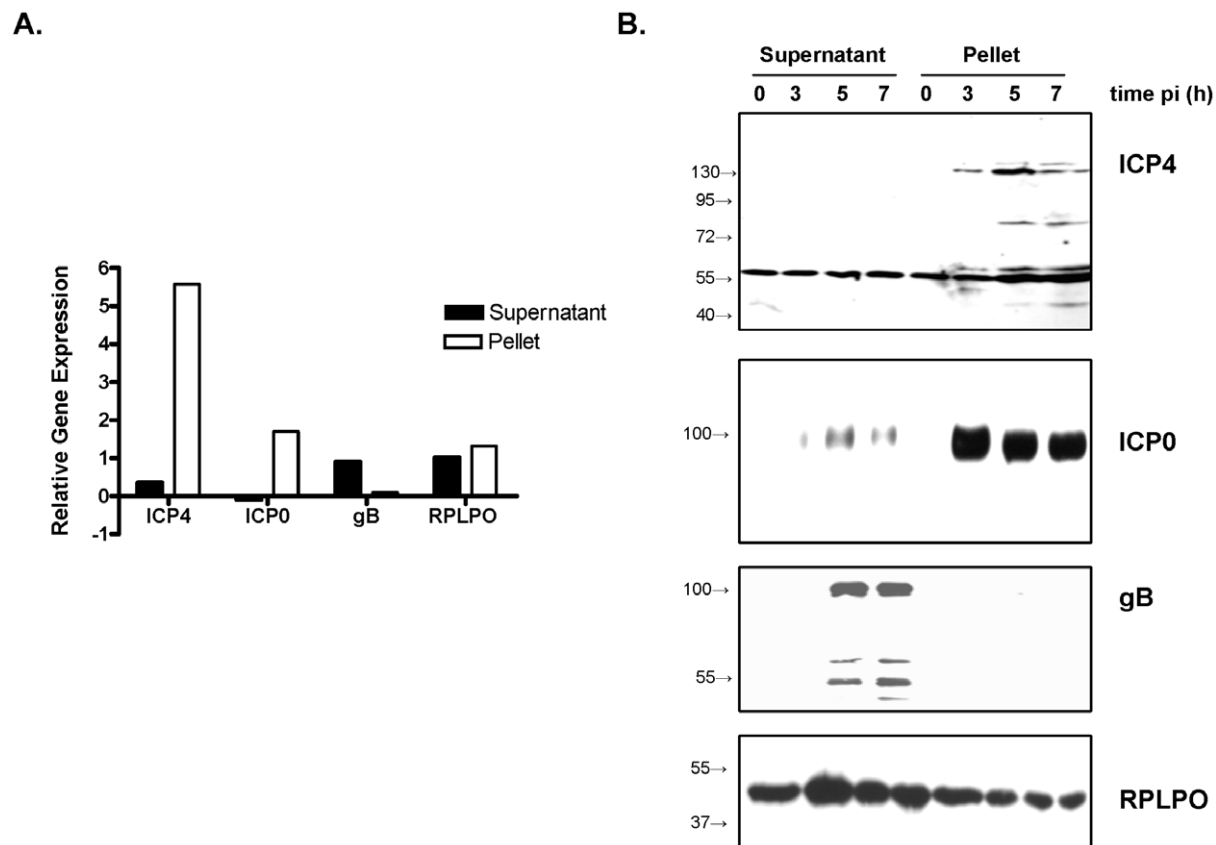 A.
Relative Gene Expression
6
5
4
3
2
1
0
-1
ICP4 ICP0 gB RPLPO
Supernatant
Pellet
B.
Supernatant Pellet
0 3 5 7 0 3 5 7 time pi (h)
130→
95→
72→
55→
40→
ICP4
100→
ICP0
100→
55→
gB
55→
37→
RPLPO